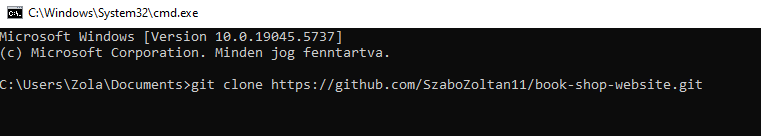 C:\Windows\System32\cmd.exe
Microsoft Windows [Version 10.0.19045.5737]
(c) Microsoft Corporation. Minden jog fenntartva.
C:\Users\Zola\Documents>git clone https://github.com/SzaboZoltan11/book-shop-website.git